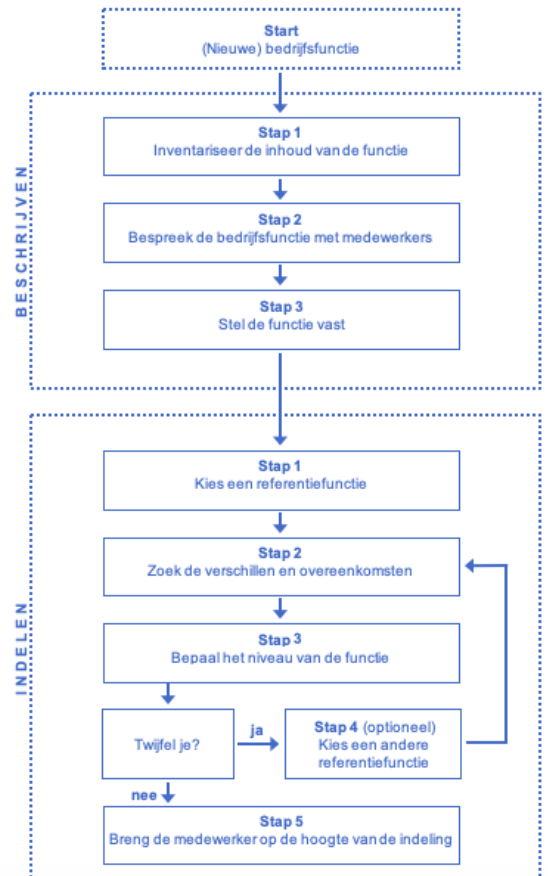 Start
(Nieuwe) bedrijfsfunctie
BESCHRIJVEN
Stap 1
Inventariseer de inhoud van de functie
Stap 2
Bespreek de bedrijfsfunctie met medewerkers
Stap 3
Stel de functie vast
INDELEN
Stap 1
Kies een referentiefunctie
Stap 2
Zoek de verschillen en overeenkomsten
Stap 3
Bepaal het niveau van de functie
Twijfel je?
ja
Stap 4 (optioneel)
Kies een andere
referentiefunctie
nee
Stap 5
Breng de medewerker op de hoogte van de indeling